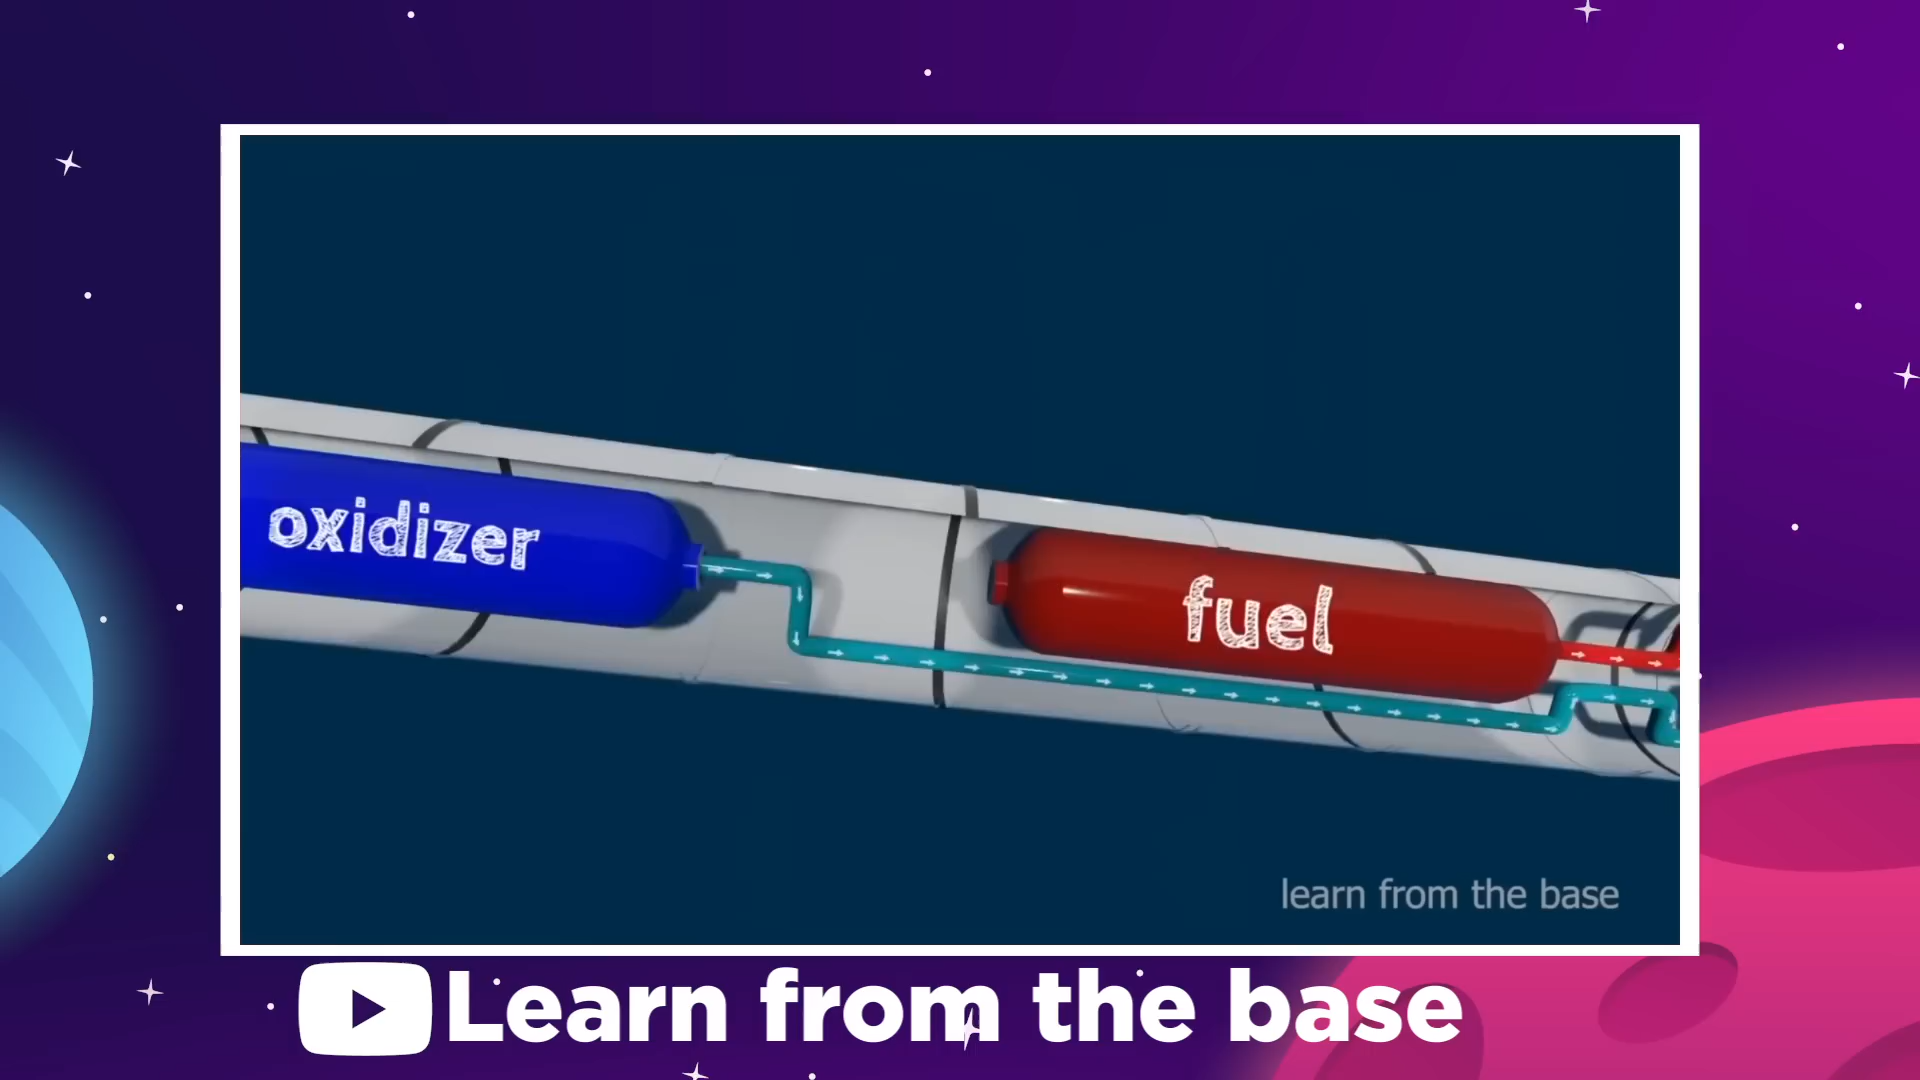 oxidizer
fuel
learn from the base
Learn from the base